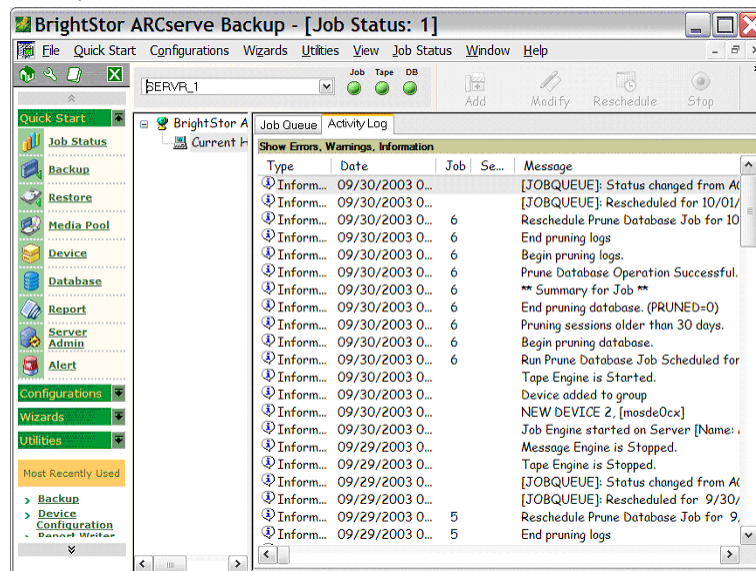 BrightStor ARCserve Backup - [Job Status: 1]
File Quick Start Configurations Wizards Utilities View Job Status Window Help
SERVR_1
Job Tape DB
Add Modify Reschedule Stop
Quick Start
Job Status
Backup
Restore
Media Pool
Device
Database
Report
Server
Admin
Alert
Configurations
Wizards
Utilities
Most Recently Used
Backup
Device
Configuration
Report Writer
BrightStor A
Current H
Job Queue Activity Log
Show Errors, Warnings, Information
Type Date Job Se... Message
Inform... 09/30/2003 0... [JOBQUEUE]: Status changed from AC
Inform... 09/30/2003 0... [JOBQUEUE]: Rescheduled for 10/01/
Inform... 09/30/2003 0... 6 Reschedule Prune Database Job for 10
Inform... 09/30/2003 0... 6 End pruning logs
Inform... 09/30/2003 0... 6 Begin pruning logs.
Inform... 09/30/2003 0... 6 Prune Database Operation Successful.
Inform... 09/30/2003 0... 6 ** Summary for Job **
Inform... 09/30/2003 0... 6 End pruning database. (PRUNED=0)
Inform... 09/30/2003 0... 6 Pruning sessions older than 30 days.
Inform... 09/30/2003 0... 6 Begin pruning database.
Inform... 09/30/2003 0... 6 Run Prune Database Job Scheduled for
Inform... 09/30/2003 0... Tape Engine is Started.
Inform... 09/30/2003 0... Device added to group
Inform... 09/30/2003 0... NEW DEVICE 2, [mosde0cx]
Inform... 09/30/2003 0... Job Engine started on Server [Name:
Inform... 09/29/2003 0... Message Engine is Stopped.
Inform... 09/29/2003 0... Tape Engine is Stopped.
Inform... 09/29/2003 0... [JOBQUEUE]: Status changed from AC
Inform... 09/29/2003 0... [JOBQUEUE]: Rescheduled for 9/30/
Inform... 09/29/2003 0... 5 Reschedule Prune Database Job for 9,
Inform... 09/29/2003 0... 5 End pruning logs